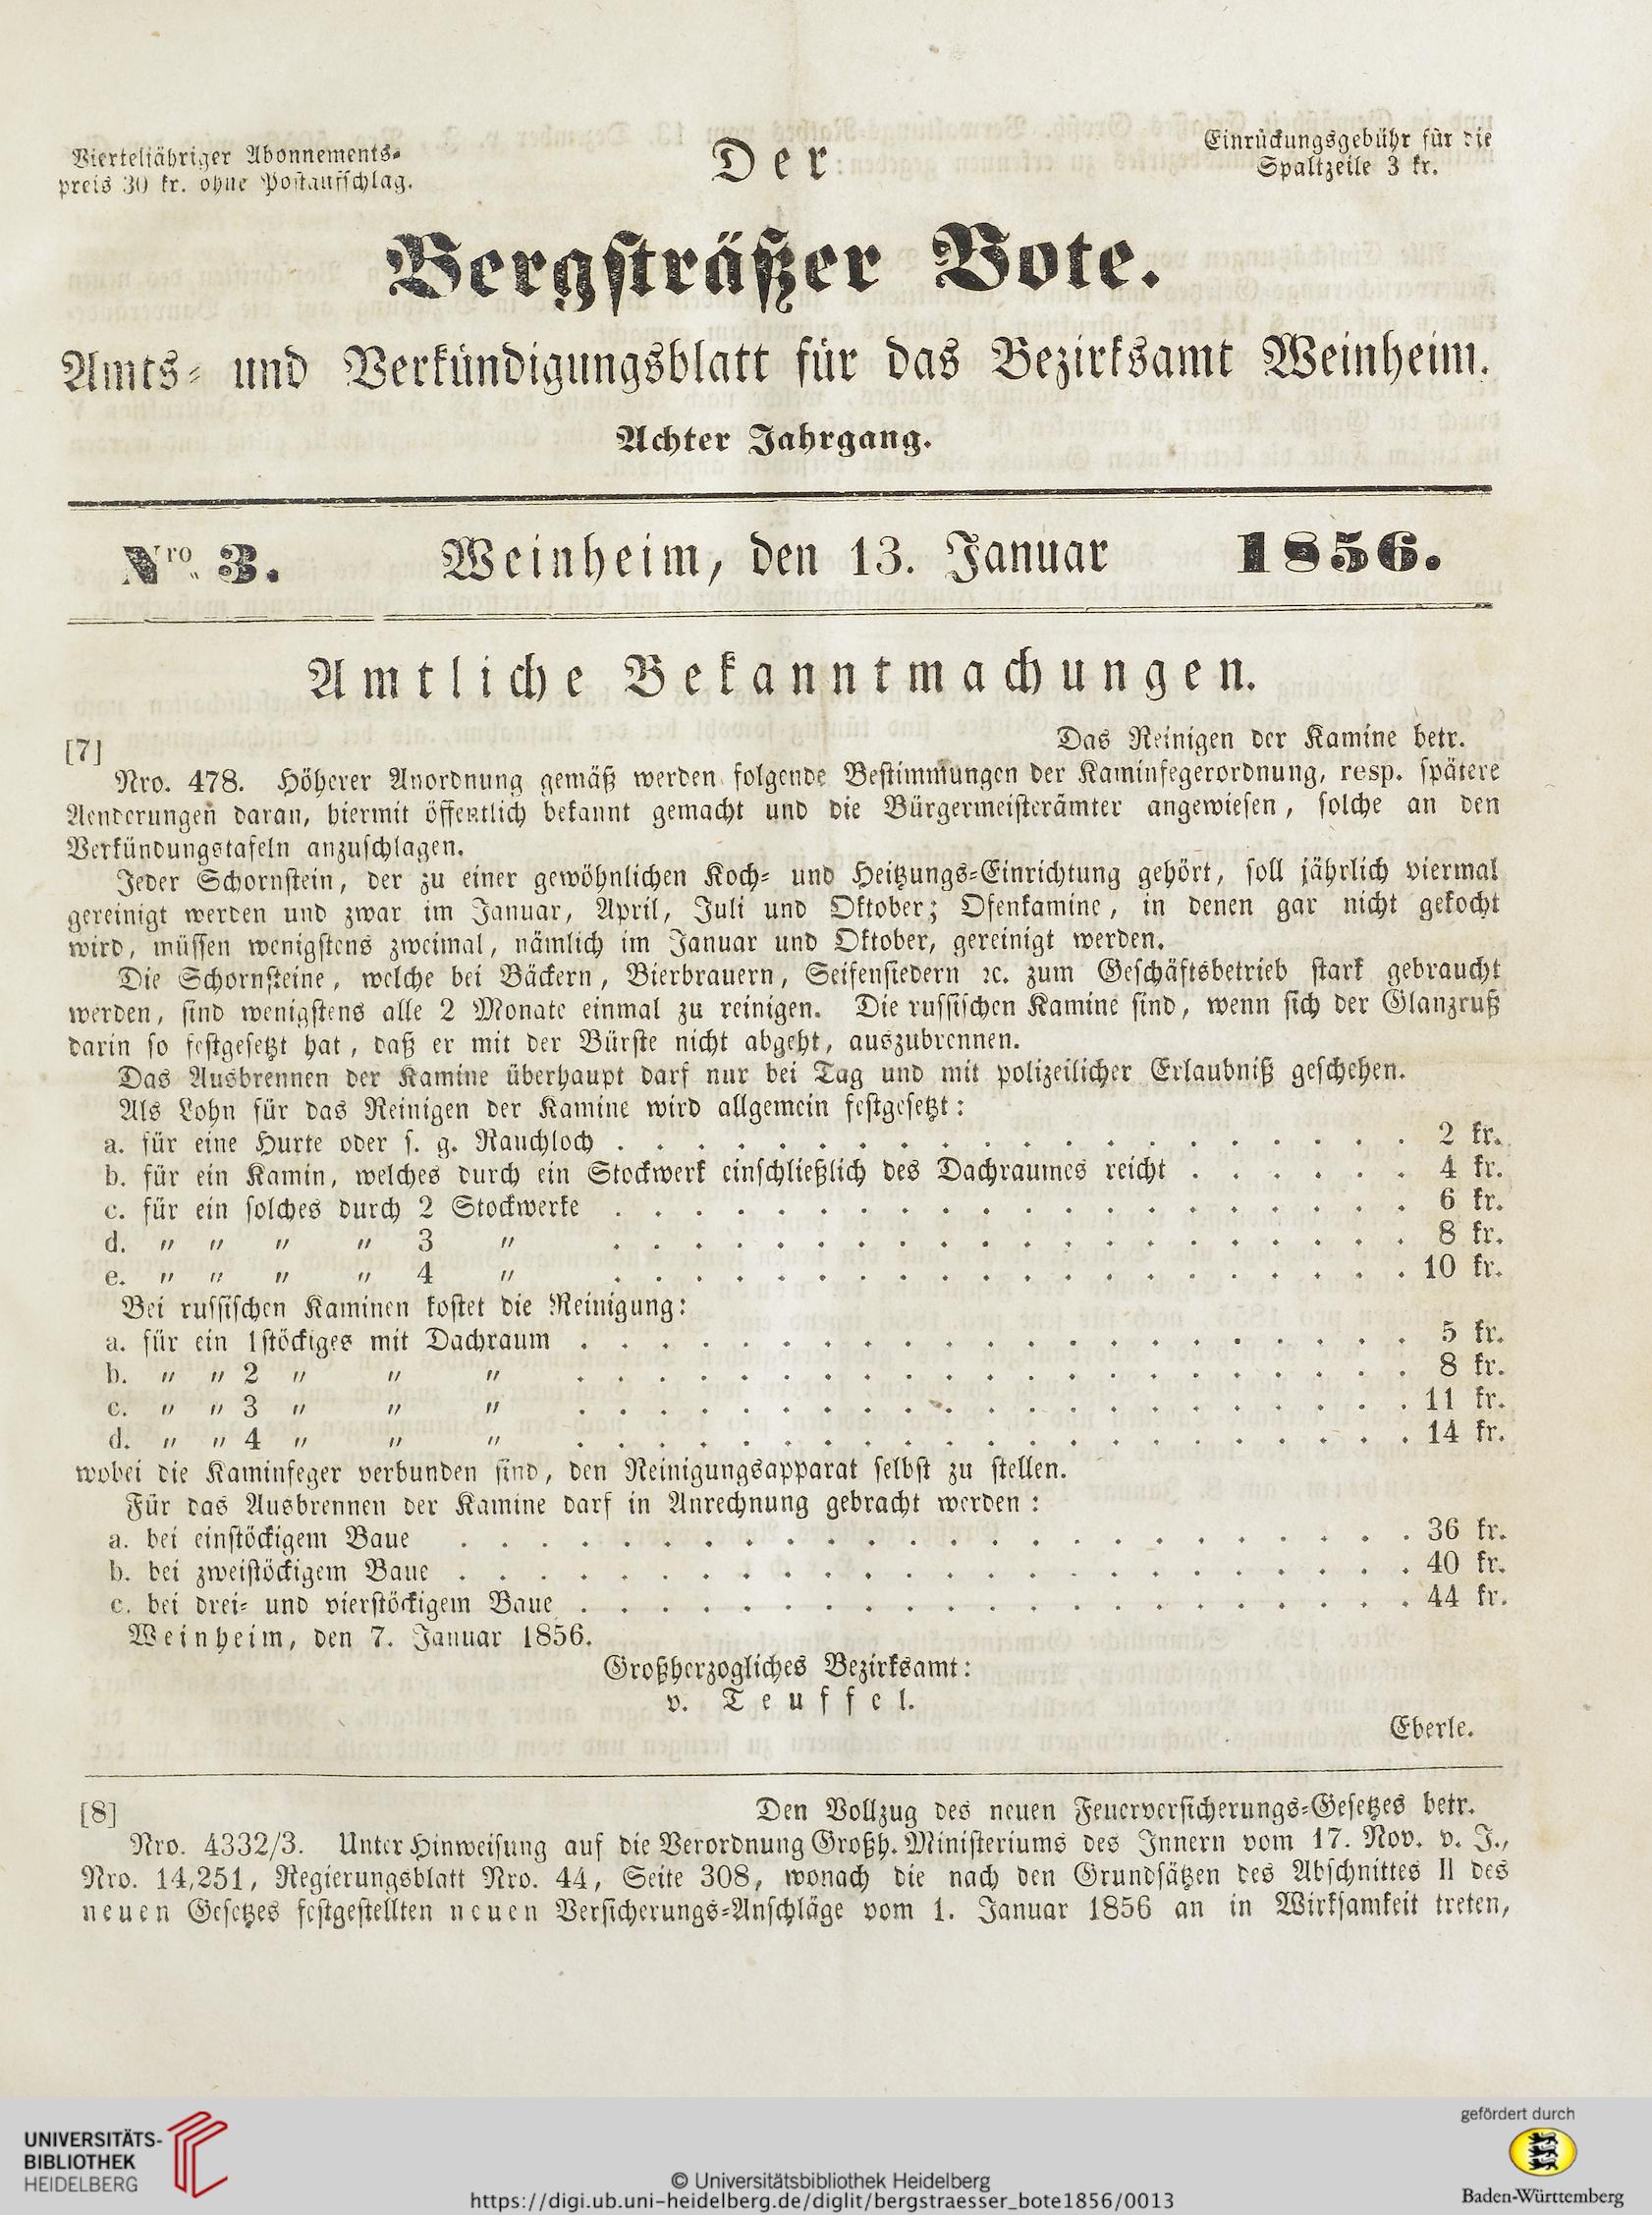 Vierteljähriger Abonnements-
preis 30 kr. ohne Postaufschlag.
Der
Einrückungsgebühr für die
Spaltzeile 3 kr.
Bergsträßer Bote.
Amts- und Verkündigungsblatt für das Bezirksamt Weinheim.
Achter Jahrgang.
Nro. 3. Weinheim, den 13. Januar 1856.
Amtliche Bekanntmachungen.
[7] Das Reinigen der Kamine betr.
Nro. 478. Höherer Anordnung gemäß werden folgende Bestimmungen der Kaminfegerordnung, resp. spätere
Aenderungen daran, hiermit öffentlich bekannt gemacht und die Bürgermeisterämter angewiesen, solche an den
Verkündungstafeln anzuschlagen.
Jeder Schornstein, der zu einer gewöhnlichen Koch- und Heitzungs-Einrichtung gehört, soll jährlich viermal
gereinigt werden und zwar im Januar, April, Juli und Oktober; Ofenkamine, in denen gar nicht gekocht
wird, müssen wenigstens zweimal, nämlich im Januar und Oktober, gereinigt werden.
Die Schornsteine, welche bei Bäckern, Bierbrauern, Seifensiedern ꝛc. zum Geschäftsbetrieb stark gebraucht
werden, sind wenigstens alle 2 Monate einmal zu reinigen. Die russischen Kamine sind, wenn sich der Glanzruß
darin so festgesetzt hat, daß er mit der Bürste nicht abgeht, auszubrennen.
Das Ausbrennen der Kamine überhaupt darf nur bei Tag und mit polizeilicher Erlaubniß geschehen.
Als Lohn für das Reinigen der Kamine wird allgemein festgesetzt:
a. für eine Hurte oder s. g. Rauchloch . . . . . . . . . . . . . . . . . . . . 2 kr.
b. für ein Kamin, welches durch ein Stockwerk einschließlich des Dachraumes reicht . . . . . . 4 kr.
c. für ein solches durch 2 Stockwerke . . . . . . . . . . . . . . . . . . . . 6 kr.
d. " " " " 3 " . . . . . . . . . . . . . . . . . . . . 8 kr.
e. " " " " 4 " . . . . . . . . . . . . . . . . . . . . 10 kr.
Bei russischen Kaminen kostet die Reinigung:
a. für ein 1stöckiges mit Dachraum . . . . . . . . . . . . . . . . . . . . . 5 kr.
b. " " 2 " " " . . . . . . . . . . . . . . . . . . . . . 8 kr.
c. " " 3 " " " . . . . . . . . . . . . . . . . . . . . . 11 kr.
d. " " 4 " " " . . . . . . . . . . . . . . . . . . . . . 14 kr.
wobei die Kaminfeger verbunden sind, den Reinigungsapparat selbst zu stellen.
Für das Ausbrennen der Kamine darf in Anrechnung gebracht werden:
a. bei einstöckigem Baue . . . . . . . . . . . . . . . . . . . . . . . . 36 kr.
b. bei zweistöckigem Baue . . . . . . . . . . . . . . . . . . . . . . . . 40 kr.
c. bei drei- und vierstöckigem Baue . . . . . . . . . . . . . . . . . . . . . 44 kr.
Weinheim, den 7. Januar 1856.
Großherzogliches Bezirksamt:
v. Teuffel.
Eberle.
[8] Den Vollzug des neuen Feuerversicherungs-Gesetzes betr.
Nro. 4332/3. Unter Hinweisung auf die Verordnung Großh. Ministeriums des Innern vom 17. Nov. v. J.,
Nro. 14,251, Regierungsblatt Nro. 44, Seite 308, wonach die nach den Grundsätzen des Abschnittes II des
neuen Gesetzes festgestellten neuen Versicherungs-Anschläge vom 1. Januar 1856 an in Wirksamkeit treten,
UNIVERSITÄTS-
BIBLIOTHEK
HEIDELBERG
© Universitätsbibliothek Heidelberg
https://digi.ub.uni-heidelberg.de/diglit/bergstraesser_bote1856/0013
gefördert durch
Baden-Württemberg